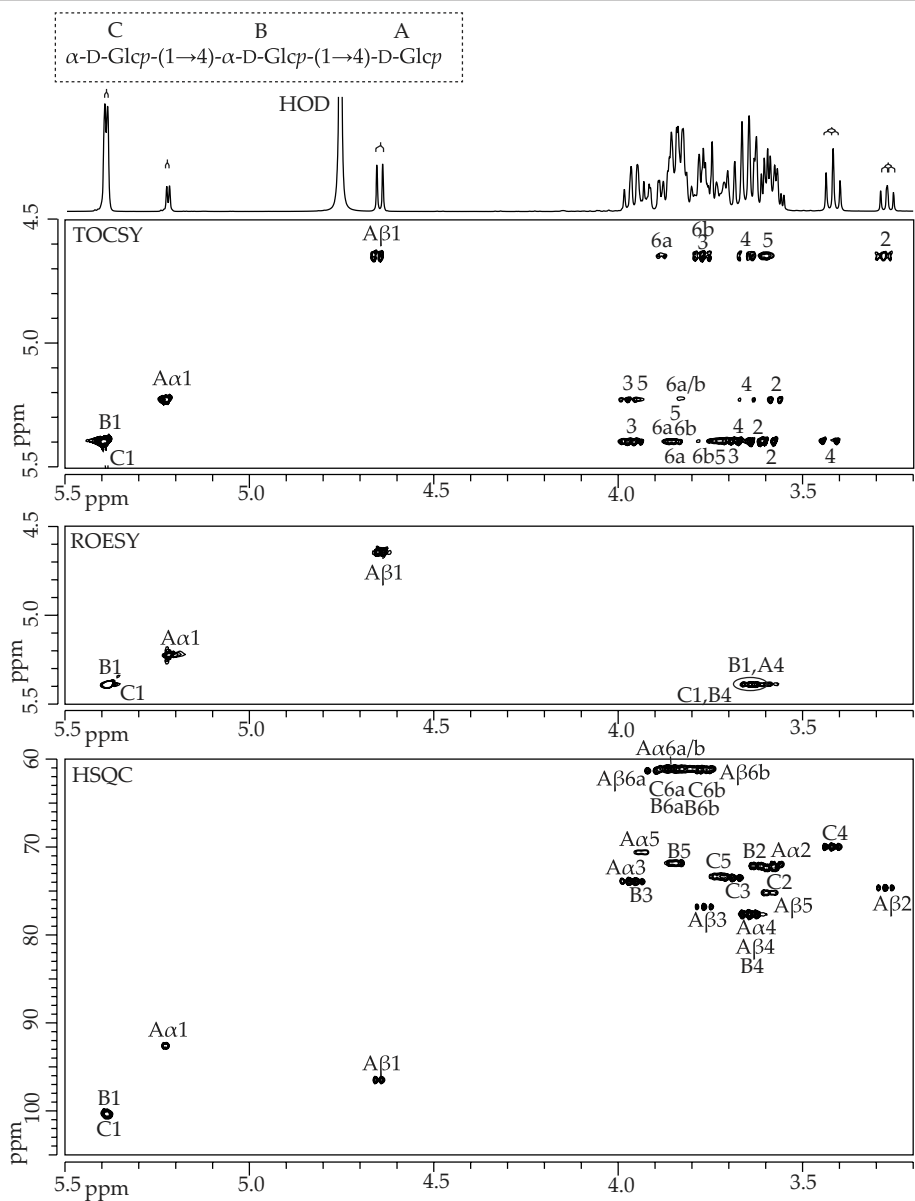 C B A
α-D-Glcp-(1→4)-α-D-Glcp-(1→4)-D-Glcp
HOD
4.5
TOCSY
Aβ1
6a
6b
3
4
5
2
5.0
Aα1
3 5
6a/b
4
2
B1
C1
3
5
6a6b
4
2
6a
6b5
3
2
4
5.5
ppm
5.5
ppm
5.0
4.5
4.0
3.5
4.5
ROESY
Aβ1
5.0
Aα1
B1
C1
B1,A4
C1,B4
5.5
ppm
5.5
ppm
5.0
4.5
4.0
3.5
60
HSQC
Aα6a/b
Aβ6a
Aβ6b
C6a C6b
B6aB6b
70
Aα5
B5
C5
B2
Aα2
C4
Aα3
B3
C3
C2
Aβ5
Aβ2
Aβ3
80
Aα4
Aβ4
B4
90
Aα1
Aβ1
B1
C1
100
ppm
5.5
ppm
5.0
4.5
4.0
3.5